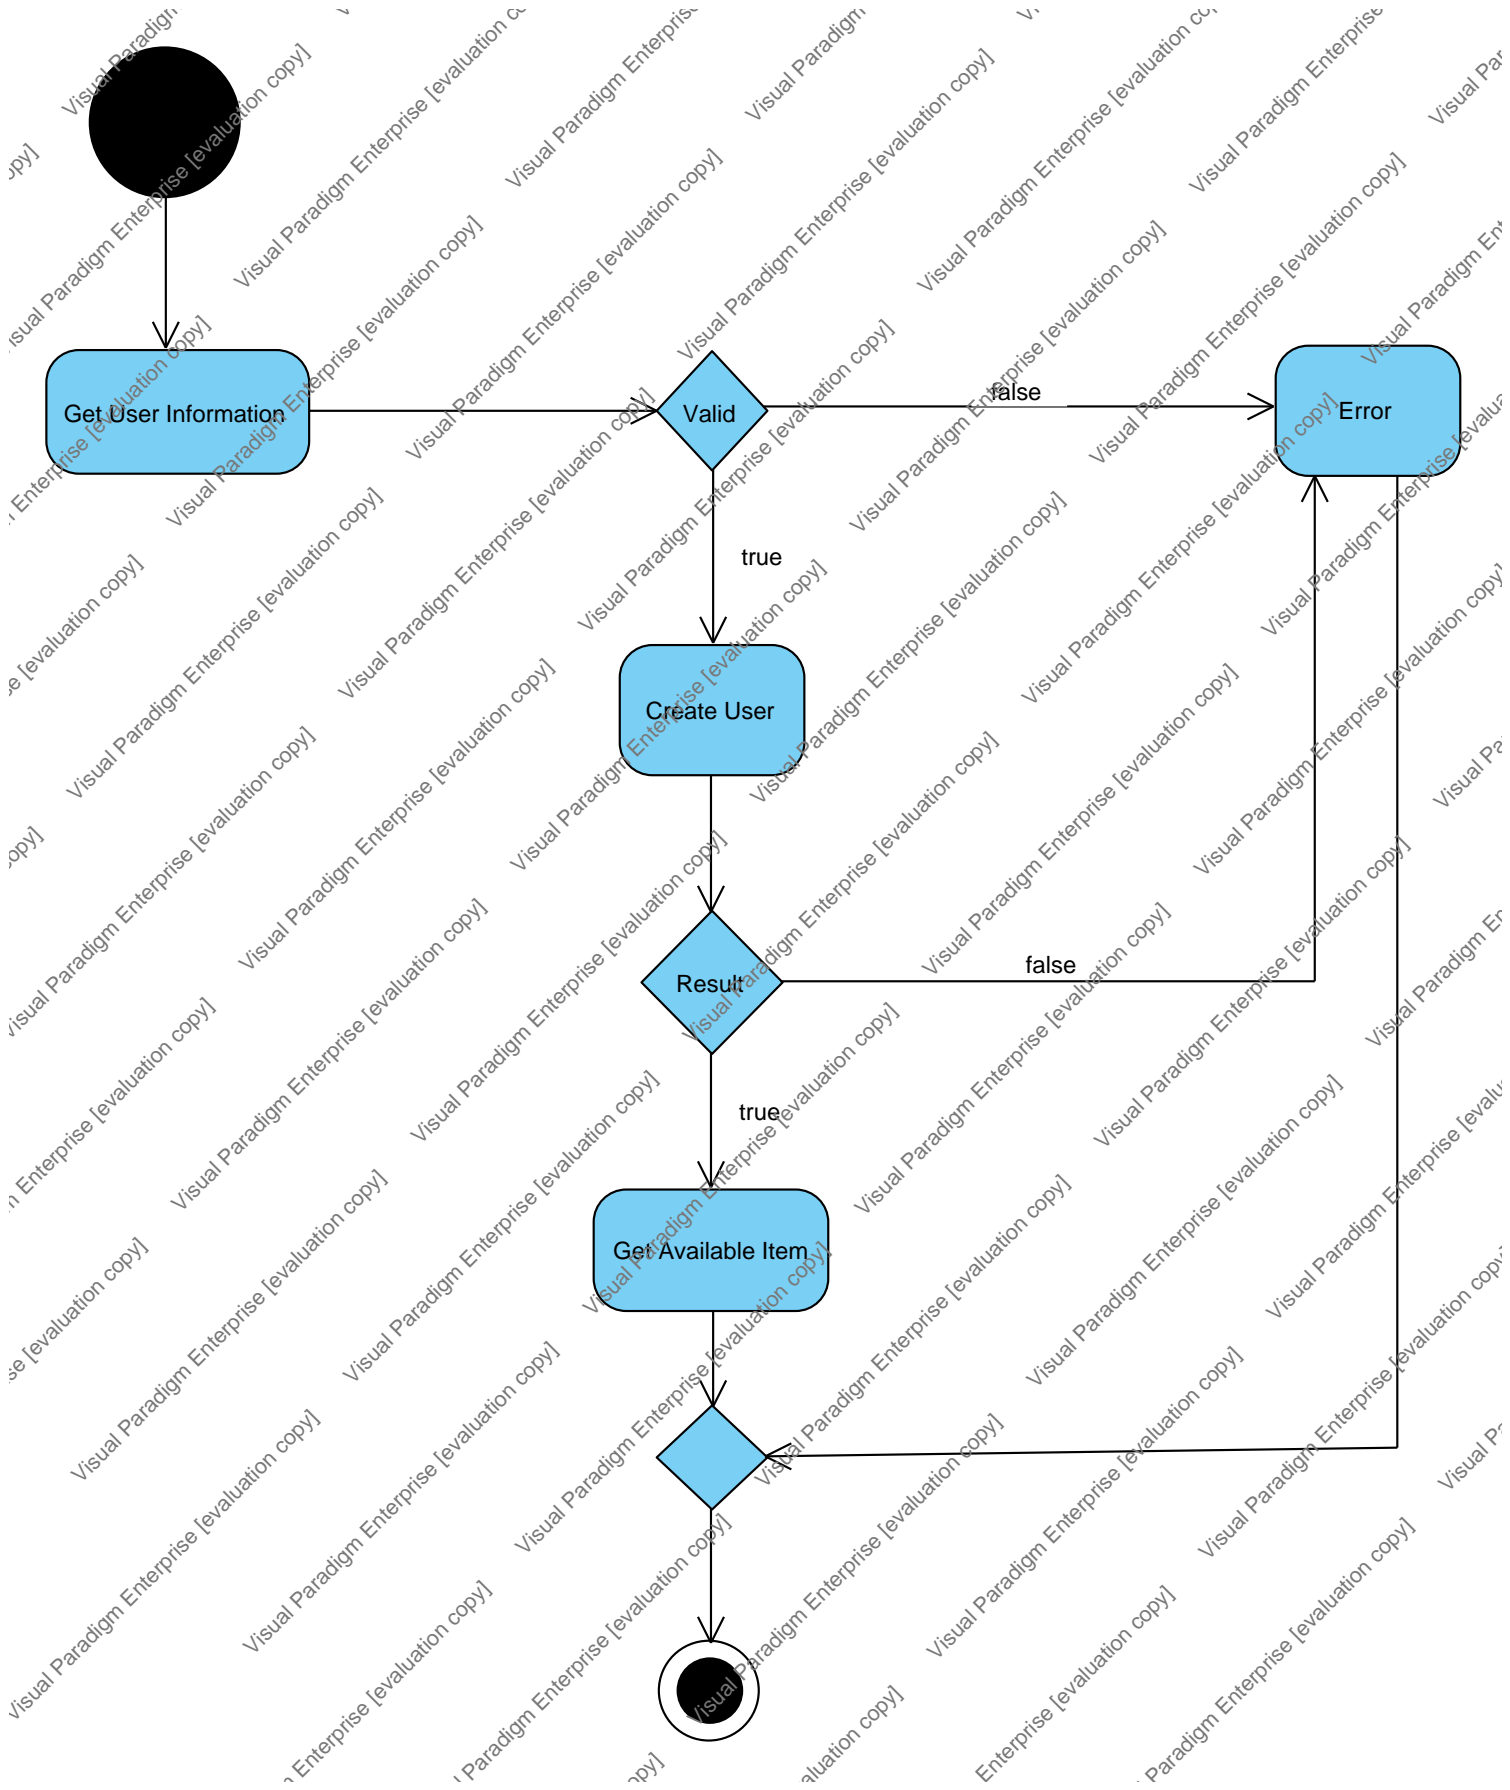 Get User Information
Valid
false
Error
true
Create User
Result
false
true
Get Available Item
Visual Paradigm Enterprise [evaluation copy]